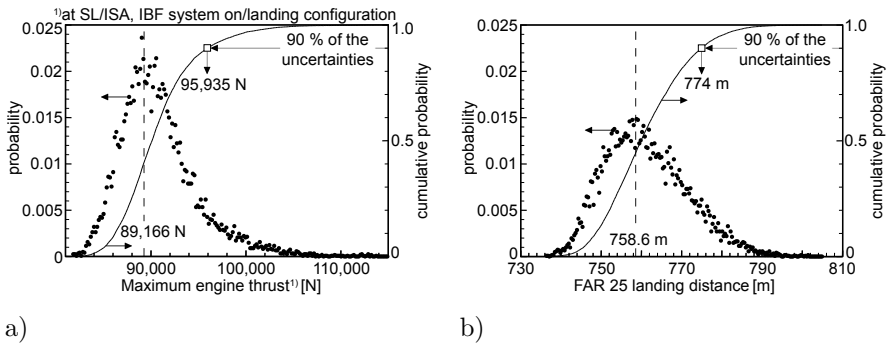 ¹⁾at SL/ISA, IBF system on/landing configuration
probability
0.025
0.02
0.015
0.01
0.005
0
90 % of the
uncertainties
95,935 N
89,166 N
1.0
0.5
0
cumulative probability
90,000
100,000
110,000
Maximum engine thrust¹⁾ [N]
a)
probability
0.025
0.02
0.015
0.01
0.005
0.000
90 % of the
uncertainties
774 m
758.6 m
1.0
0.5
0
cumulative probability
730
750
770
790
810
FAR 25 landing distance [m]
b)